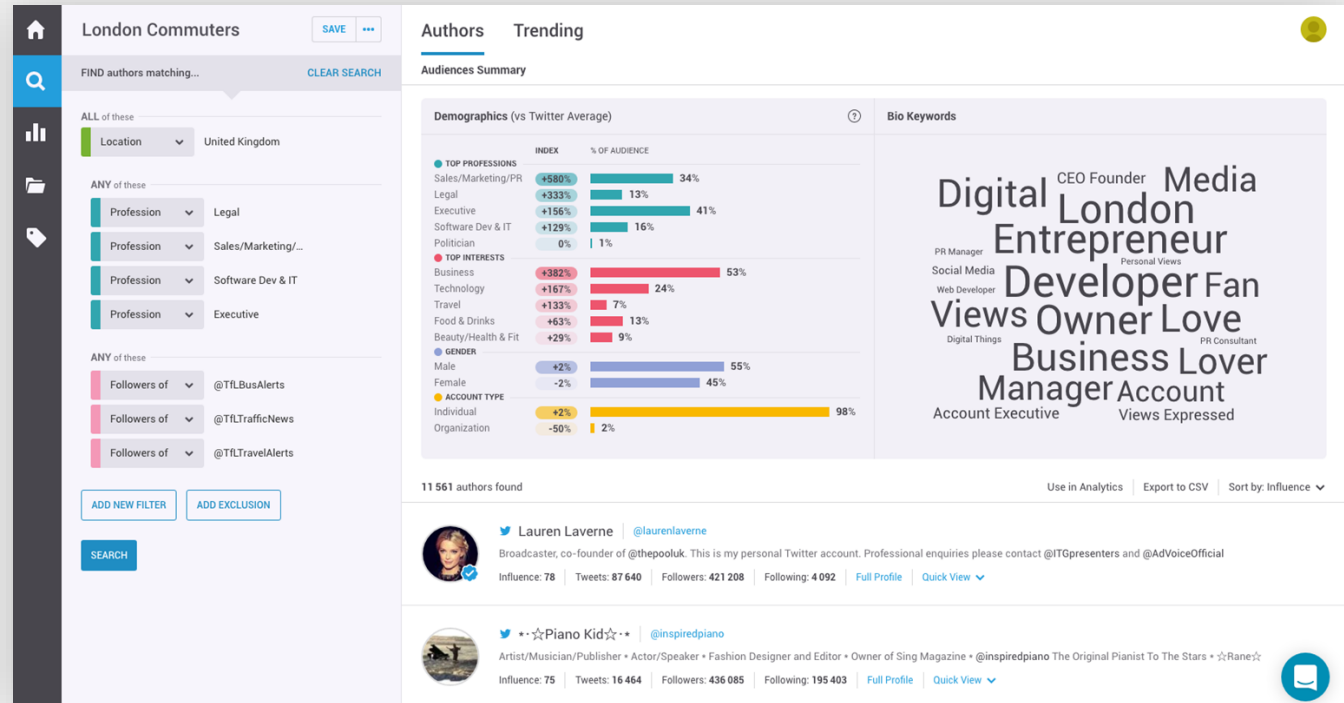 London Commuters
SAVE
FIND authors matching...
CLEAR SEARCH
ALL of these
Location United Kingdom
ANY of these
Profession Legal
Profession Sales/Marketing/...
Profession Software Dev & IT
Profession Executive
ANY of these
Followers of @TfLBusAlerts
Followers of @TfLTrafficNews
Followers of @TfLTravelAlerts
ADD NEW FILTER ADD EXCLUSION
SEARCH
Authors Trending
Audiences Summary
Demographics (vs Twitter Average) ?
INDEX % OF AUDIENCE
TOP PROFESSIONS
Sales/Marketing/PR +580% 34%
Legal +333% 13%
Executive +156% 41%
Software Dev & IT +129% 16%
Politician 0% 1%
TOP INTERESTS
Business +382% 53%
Technology +167% 24%
Travel +133% 7%
Food & Drinks +63% 13%
Beauty/Health & Fit +29% 9%
GENDER
Male +2% 55%
Female -2% 45%
ACCOUNT TYPE
Individual +2% 98%
Organization -50% 2%
Bio Keywords
Digital CEO Founder Media
London
PR Manager Entrepreneur
Personal Views
Social Media
Web Developer Developer Fan
Views Owner Love
Digital Things PR Consultant
Business Lover
Manager Account
Account Executive Views Expressed
11 561 authors found
Use in Analytics Export to CSV Sort by: Influence
Lauren Laverne @laurenlaverne
Broadcaster, co-founder of @thepooluk. This is my personal Twitter account. Professional enquiries please contact @ITGpresenters and @AdVoiceOfficial
Influence: 78 Tweets: 87 640 Followers: 421 208 Following: 4 092 Full Profile Quick View
⋆·☆Piano Kid☆·⋆ @inspiredpiano
Artist/Musician/Publisher • Actor/Speaker • Fashion Designer and Editor • Owner of Sing Magazine • @inspiredpiano The Original Pianist To The Stars • ☆Rane☆
Influence: 75 Tweets: 16 464 Followers: 436 085 Following: 195 403 Full Profile Quick View